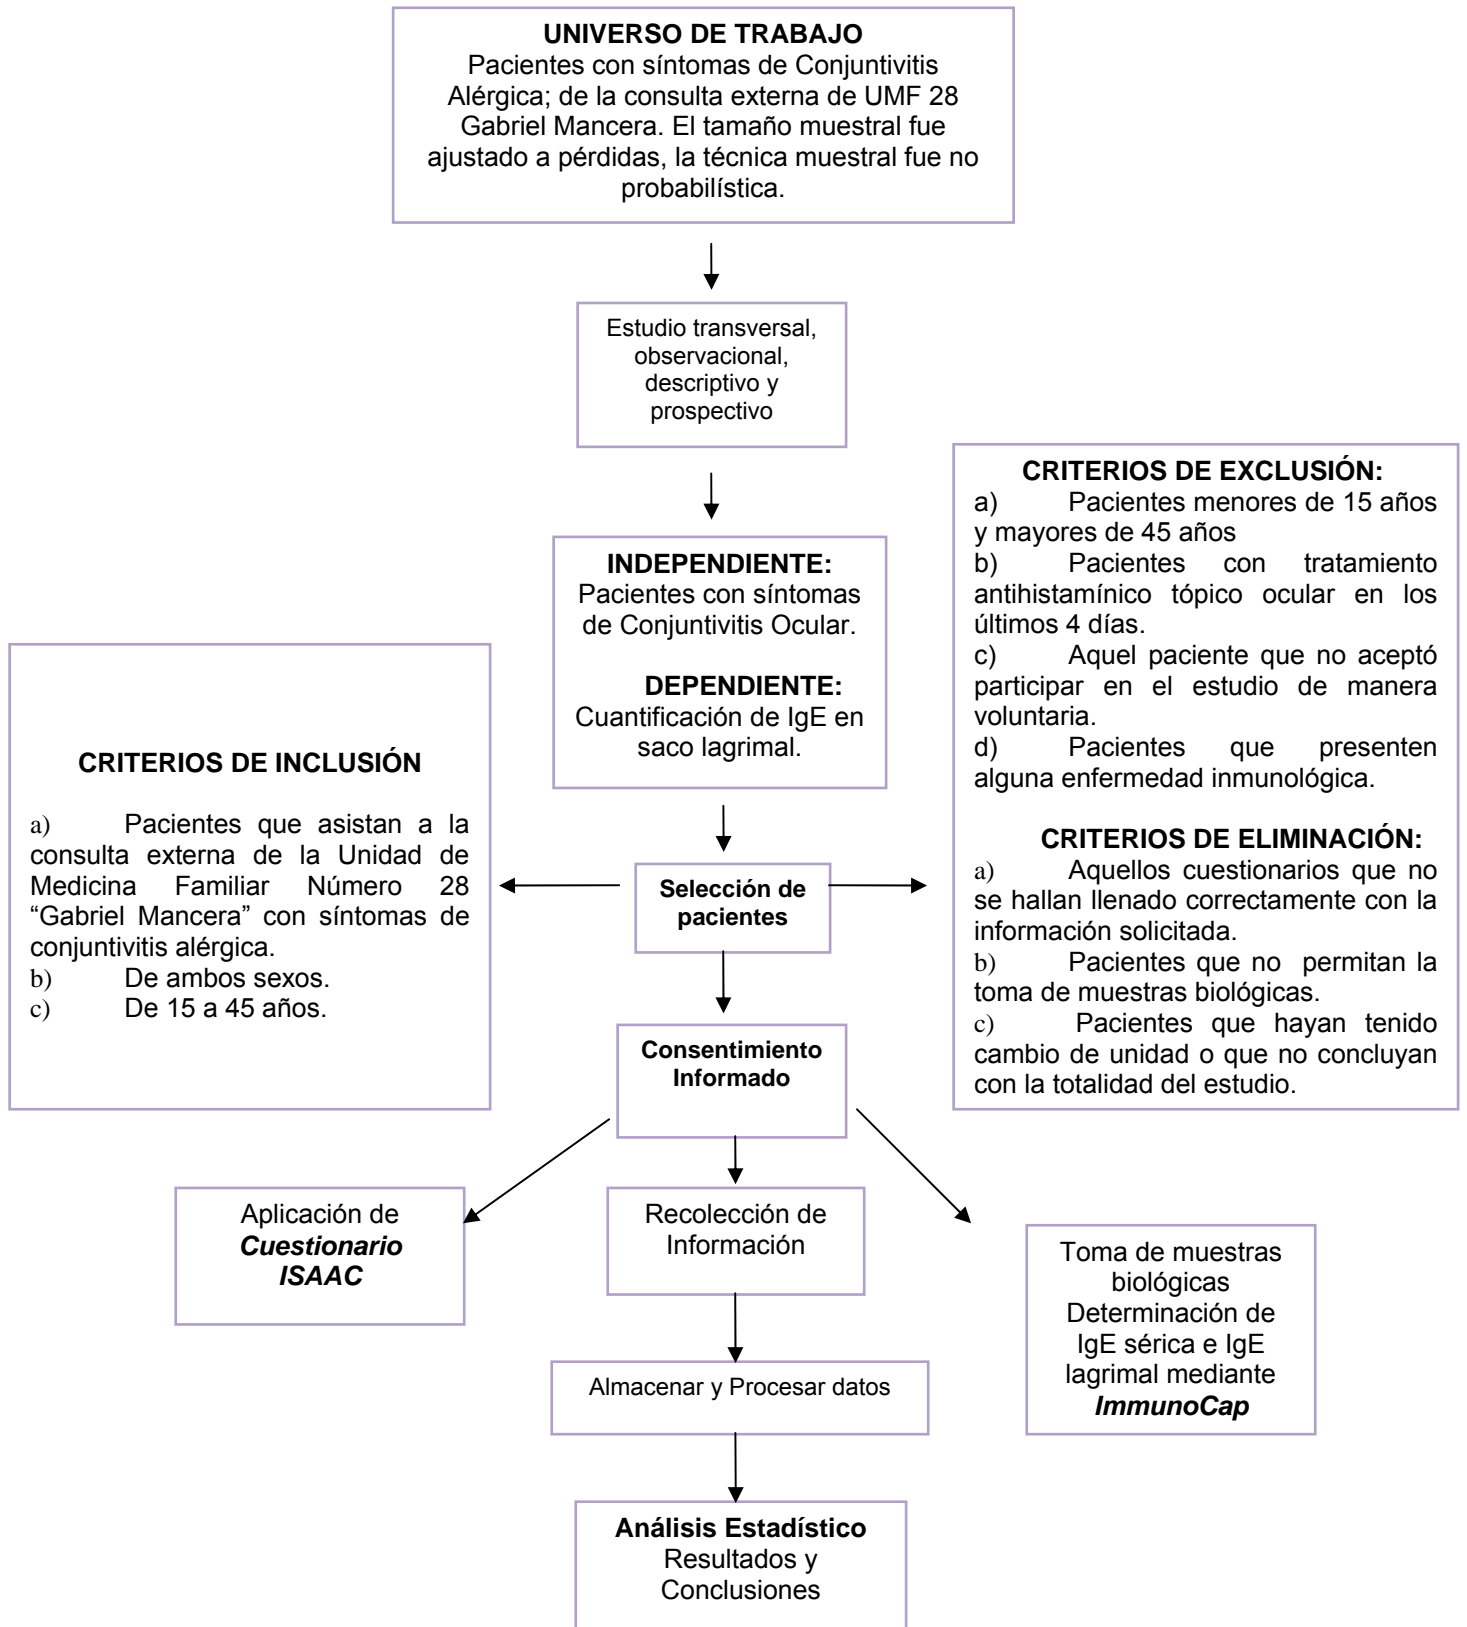 UNIVERSO DE TRABAJO
Pacientes con síntomas de Conjuntivitis
Alérgica; de la consulta externa de UMF 28
Gabriel Mancera. El tamaño muestral fue
ajustado a pérdidas, la técnica muestral fue no
probabilística.
Estudio transversal,
observacional,
descriptivo y
prospectivo
INDEPENDIENTE:
Pacientes con síntomas
de Conjuntivitis Ocular.
DEPENDIENTE:
Cuantificación de IgE en
saco lagrimal.
Selección de
pacientes
CRITERIOS DE INCLUSIÓN
a) Pacientes que asistan a la
consulta externa de la Unidad de
Medicina Familiar Número 28
“Gabriel Mancera” con síntomas de
conjuntivitis alérgica.
b) De ambos sexos.
c) De 15 a 45 años.
CRITERIOS DE EXCLUSIÓN:
a) Pacientes menores de 15 años
y mayores de 45 años
b) Pacientes con tratamiento
antihistamínico tópico ocular en los
últimos 4 días.
c) Aquel paciente que no aceptó
participar en el estudio de manera
voluntaria.
d) Pacientes que presenten
alguna enfermedad inmunológica.
CRITERIOS DE ELIMINACIÓN:
a) Aquellos cuestionarios que no
se hallan llenado correctamente con la
información solicitada.
b) Pacientes que no permitan la
toma de muestras biológicas.
c) Pacientes que hayan tenido
cambio de unidad o que no concluyan
con la totalidad del estudio.
Consentimiento
Informado
Aplicación de
Cuestionario
ISAAC
Recolección de
Información
Toma de muestras
biológicas
Determinación de
IgE sérica e IgE
lagrimal mediante
ImmunoCap
Almacenar y Procesar datos
Análisis Estadístico
Resultados y
Conclusiones